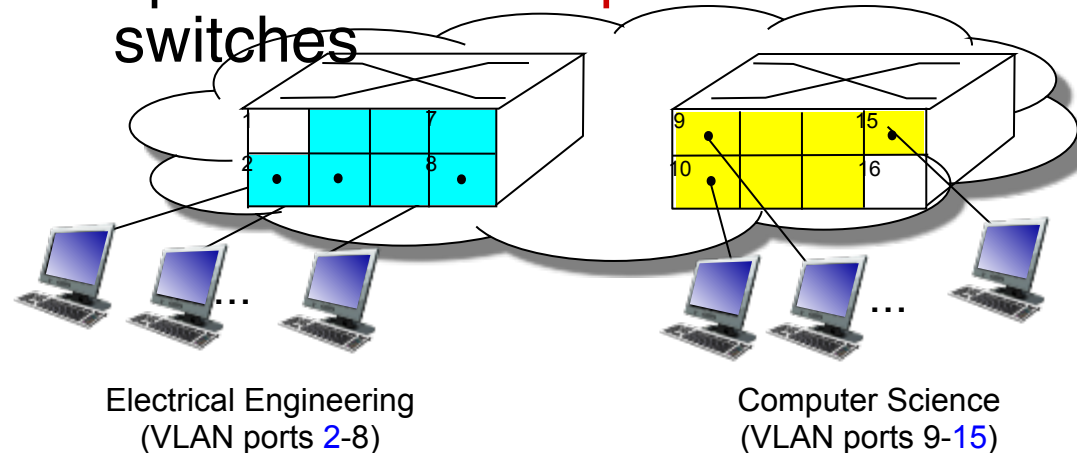 switches
1 7 9 15
2 8 10 16
... ...
Electrical Engineering Computer Science
(VLAN ports 2-8) (VLAN ports 9-15)